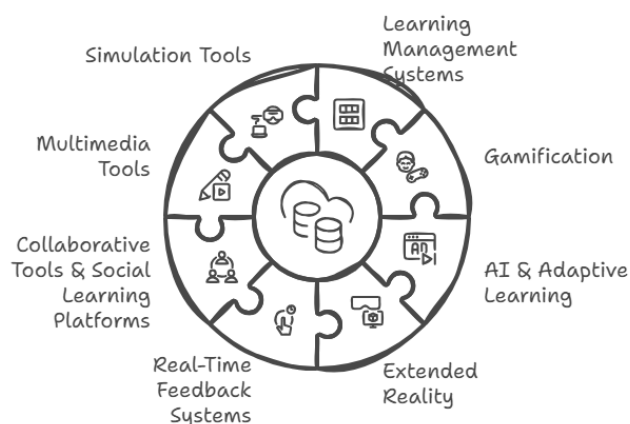 Learning
Management
Systems
Gamification
AI & Adaptive
Learning
Extended
Reality
Real-Time
Feedback
Systems
Collaborative
Tools & Social
Learning
Platforms
Multimedia
Tools
Simulation Tools